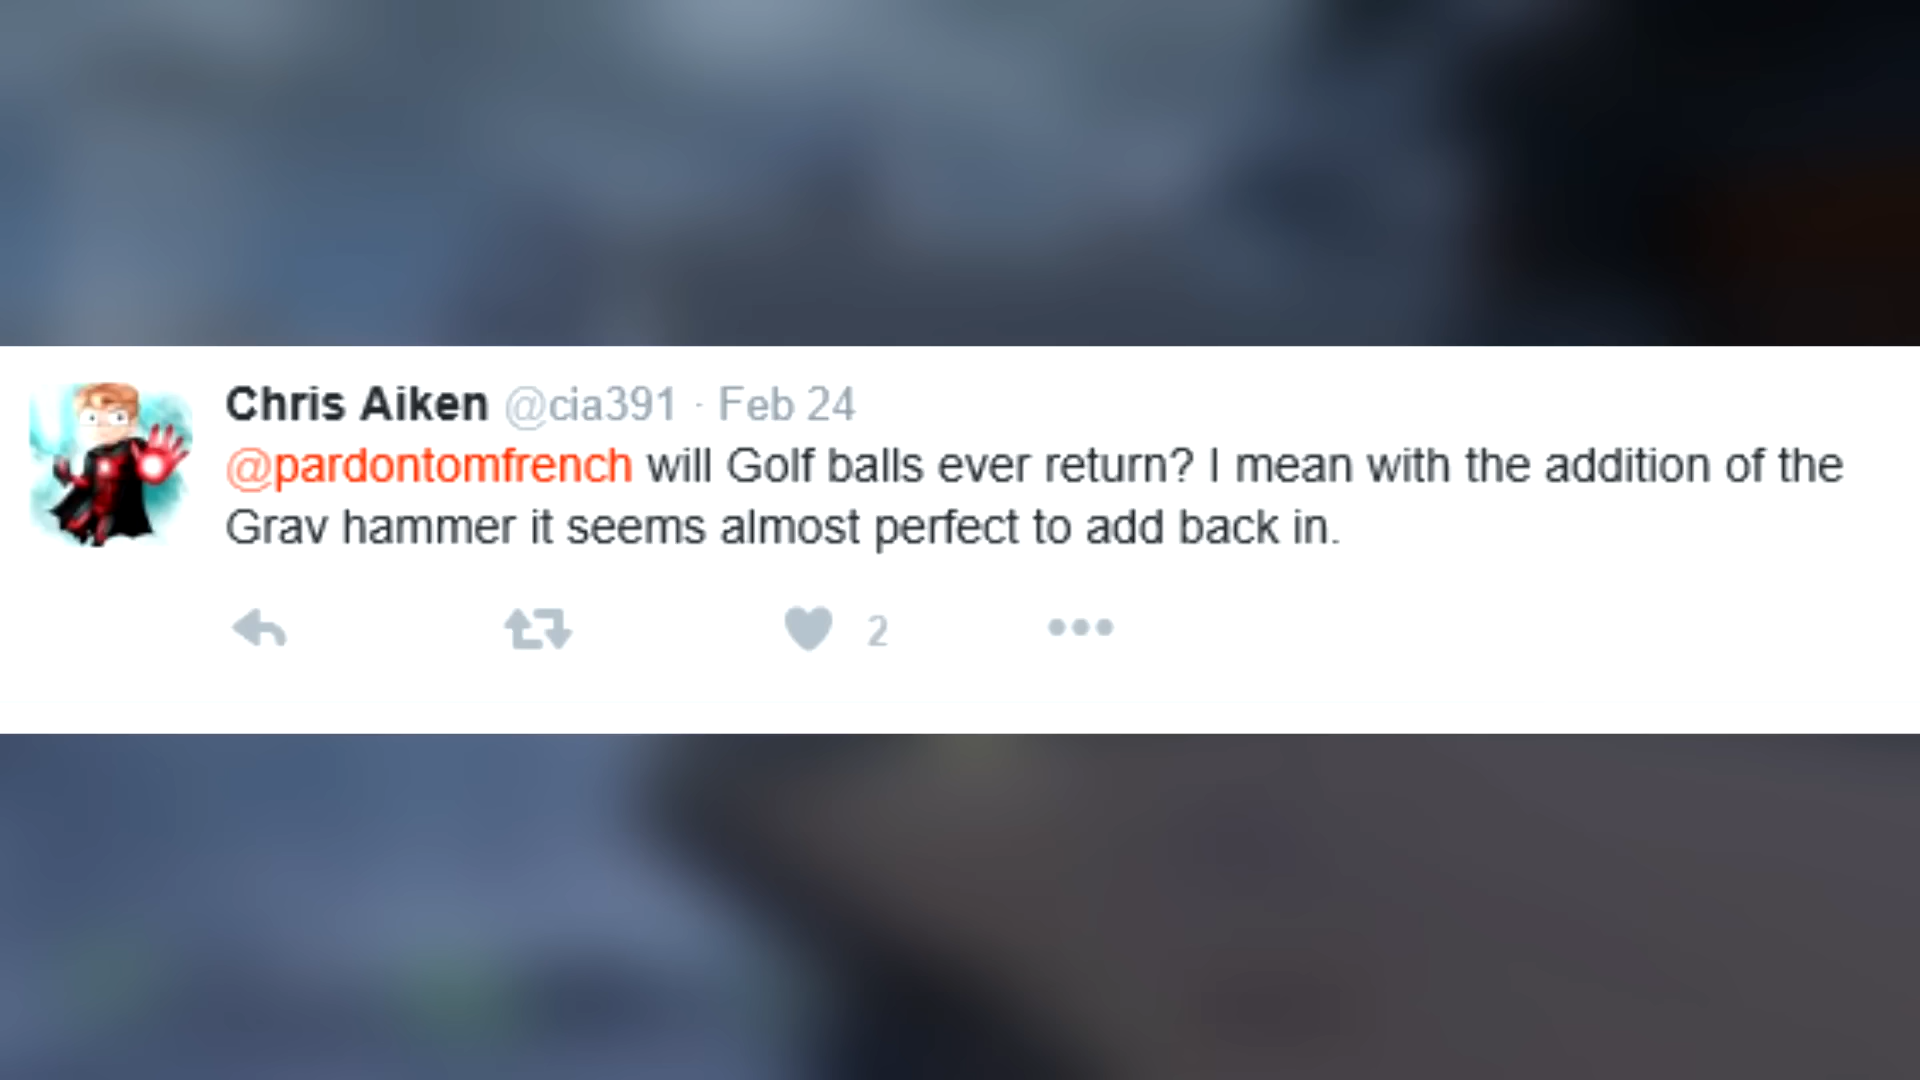 Chris Aiken @cia391 · Feb 24
@pardontomfrench will Golf balls ever return? I mean with the addition of the
Grav hammer it seems almost perfect to add back in.
2